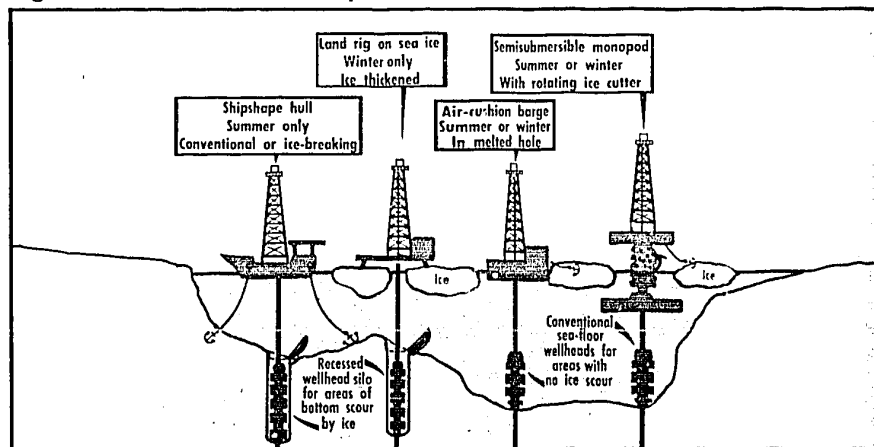 Land rig on sea ice
Winter only
Ice thickened
Semisubmersible monopod
Summer or winter
With rotating ice cutter
Shipshape hull
Summer only
Conventional or ice-breaking
Air-cushion barge
Summer or winter
In melted hole
Ice
Ice
Recessed
wellhead silo
for areas of
bottom scour
by ice
Conventional
sea-floor
wellheads for
areas with
no ice scour